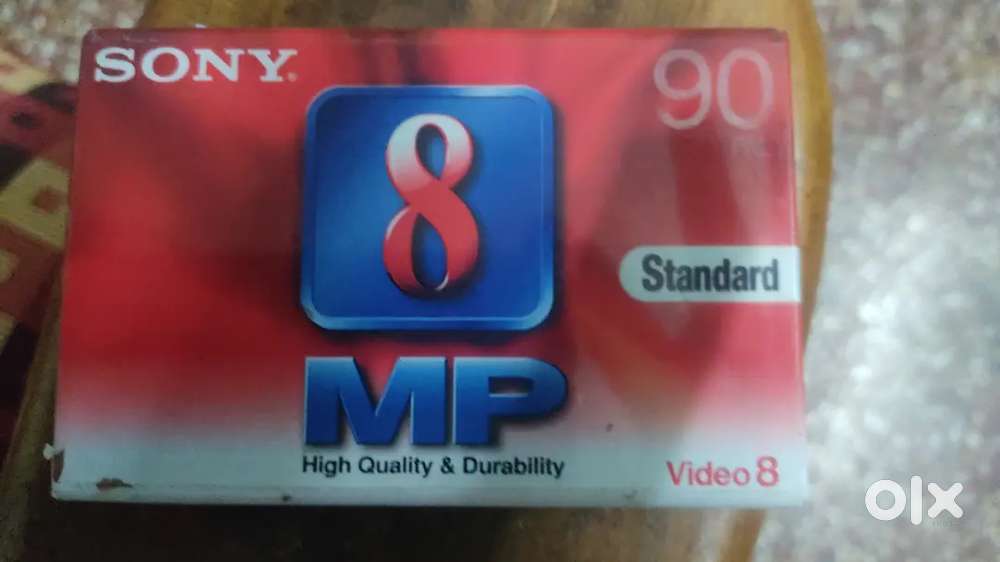 SONY
90
8
Standard
MP
High Quality & Durability
Video 8
olx